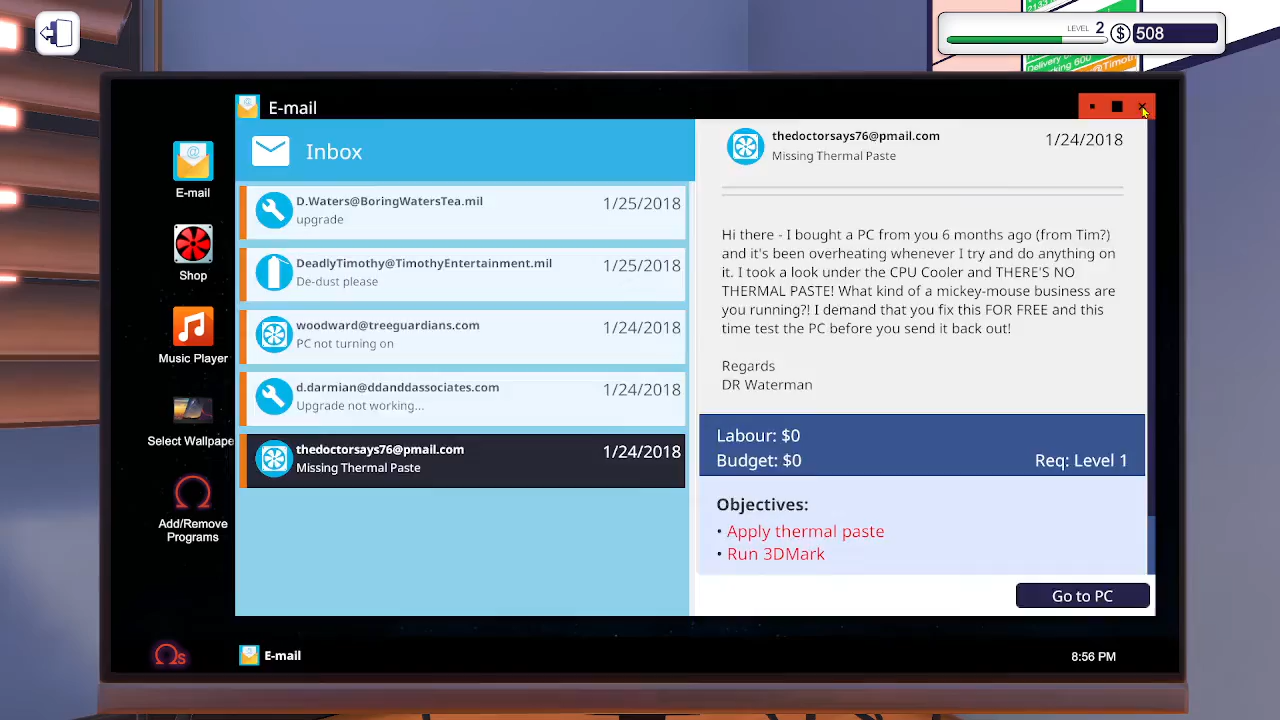 LEVEL 2
$ 508
Delivery
king 600
@Timoth
E-mail
Inbox
D.Waters@BoringWatersTea.mil
1/25/2018
upgrade
DeadlyTimothy@TimothyEntertainment.mil
1/25/2018
De-dust please
woodward@treeguardians.com
1/24/2018
PC not turning on
d.darmian@ddanddassociates.com
1/24/2018
Upgrade not working...
thedoctorsays76@pmail.com
1/24/2018
Missing Thermal Paste
thedoctorsays76@pmail.com
1/24/2018
Missing Thermal Paste
Hi there - I bought a PC from you 6 months ago (from Tim?)
and it's been overheating whenever I try and do anything on
it. I took a look under the CPU Cooler and THERE'S NO
THERMAL PASTE! What kind of a mickey-mouse business are
you running?! I demand that you fix this FOR FREE and this
time test the PC before you send it back out!
Regards
DR Waterman
Labour: $0
Budget: $0
Req: Level 1
Objectives:
• Apply thermal paste
• Run 3DMark
Go to PC
E-mail
Shop
Music Player
Select Wallpape
Add/Remove
Programs
Ωs
E-mail
8:56 PM